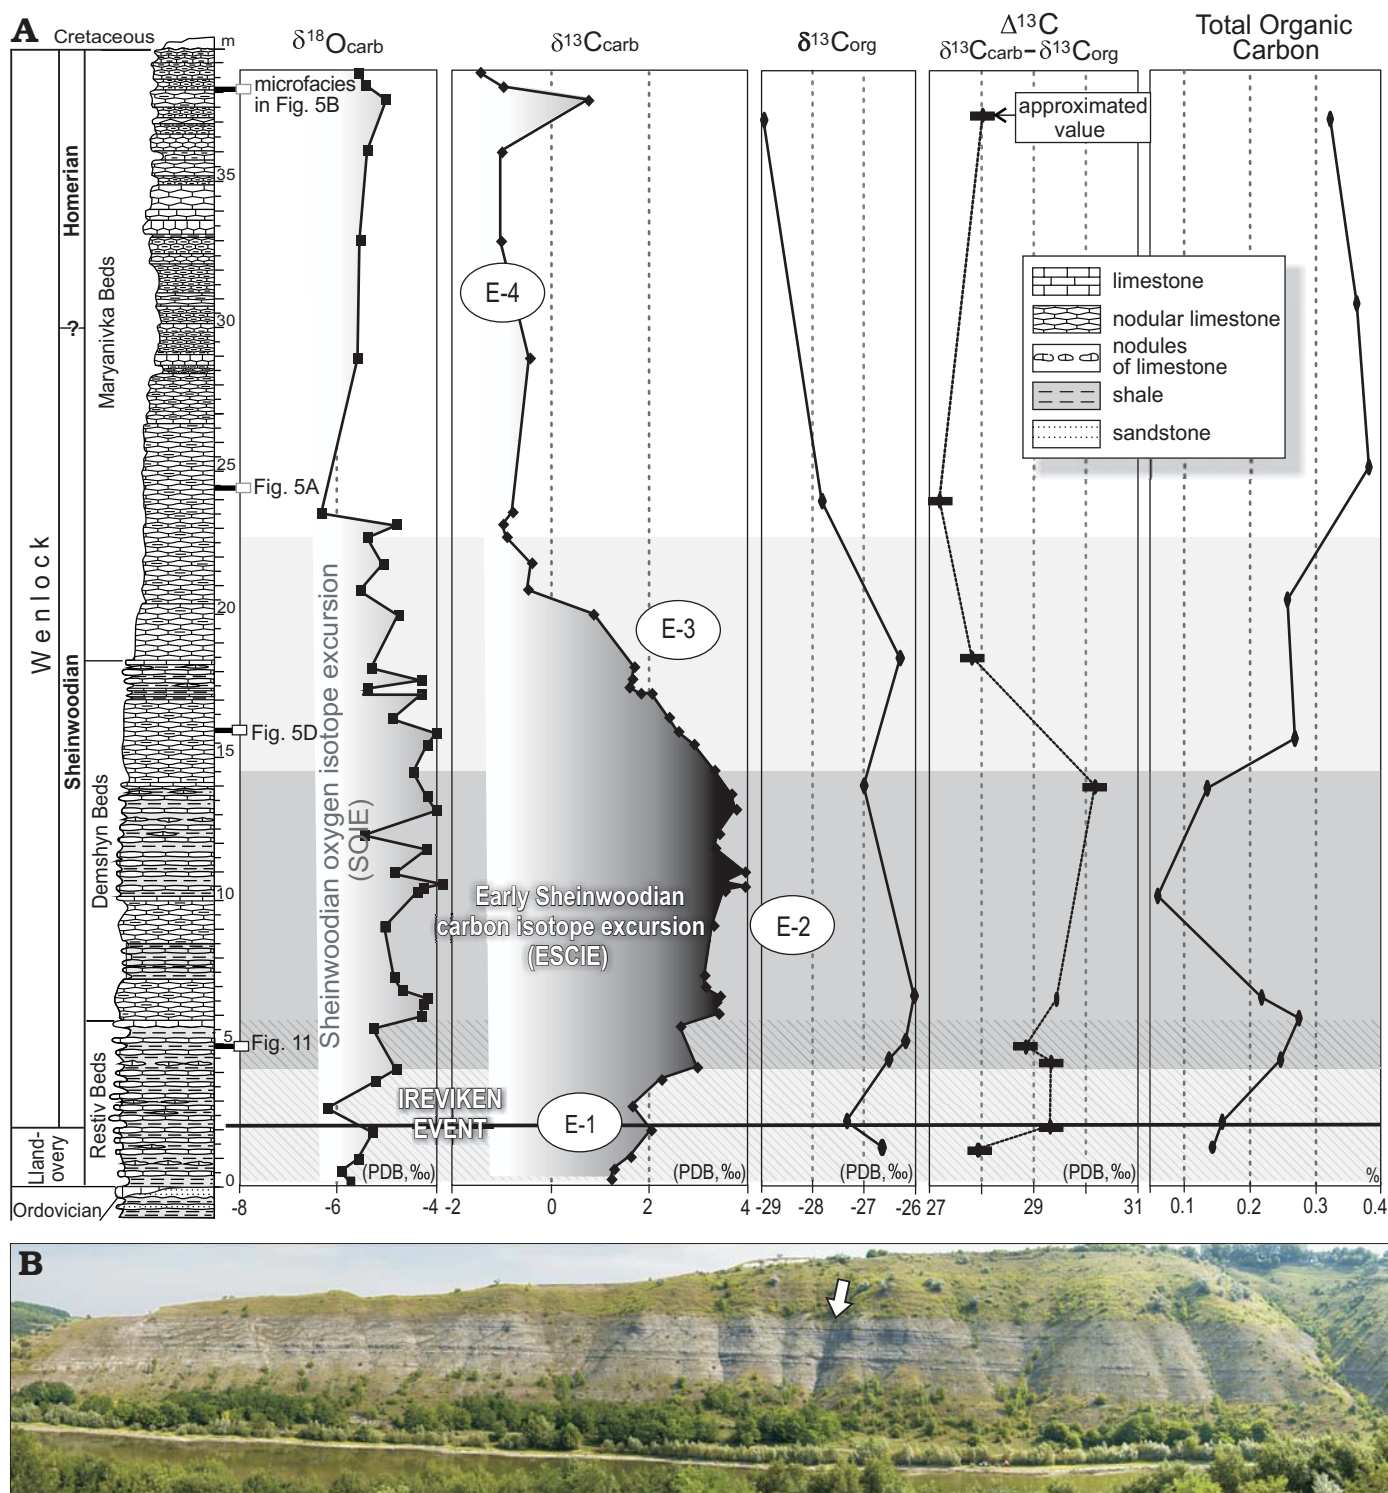 A
Cretaceous
m
δ18Ocarb
δ13Ccarb
δ13Corg
Δ13C
δ13Ccarb–δ13Corg
Total Organic
Carbon
microfacies
in Fig. 5B
approximated
value
35
Homerian
Maryanivka Beds
E-4
limestone
nodular limestone
nodules
of limestone
shale
sandstone
30
?
25
Fig. 5A
Wenlock
Sheinwoodian
20
E-3
Sheinwoodian oxygen isotope excursion
(SOIE)
Fig. 5D
15
Demshyn Beds
10
Early Sheinwoodian
carbon isotope excursion
(ESCIE)
E-2
5
Fig. 11
Restiv Beds
IREVIKEN
EVENT
E-1
Lland-
overy
0
(PDB, ‰)
(PDB, ‰)
(PDB, ‰)
(PDB, ‰)
%
Ordovician
-8 -6 -4 -2 0 2 4 -29 -28 -27 -26 27 29 31 0.1 0.2 0.3 0.4
B